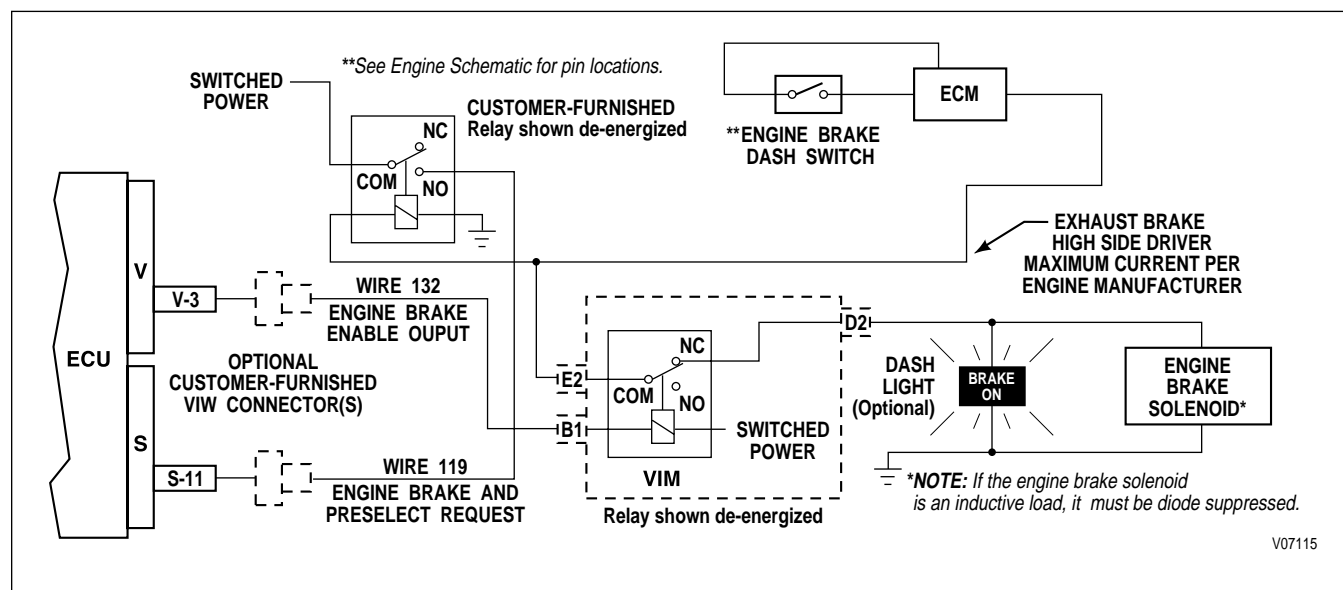 **See Engine Schematic for pin locations.
SWITCHED
POWER
CUSTOMER-FURNISHED
Relay shown de-energized
NC
COM
NO
ECM
**ENGINE BRAKE
DASH SWITCH
EXHAUST BRAKE
HIGH SIDE DRIVER
MAXIMUM CURRENT PER
ENGINE MANUFACTURER
ECU
V
V-3
WIRE 132
ENGINE BRAKE
ENABLE OUPUT
OPTIONAL
CUSTOMER-FURNISHED
VIW CONNECTOR(S)
S
S-11
WIRE 119
ENGINE BRAKE AND
PRESELECT REQUEST
E2
B1
NC
COM
NO
SWITCHED
POWER
VIM
Relay shown de-energized
D2
DASH
LIGHT
(Optional)
BRAKE
ON
ENGINE
BRAKE
SOLENOID*
*NOTE: If the engine brake solenoid
is an inductive load, it must be diode suppressed.
V07115